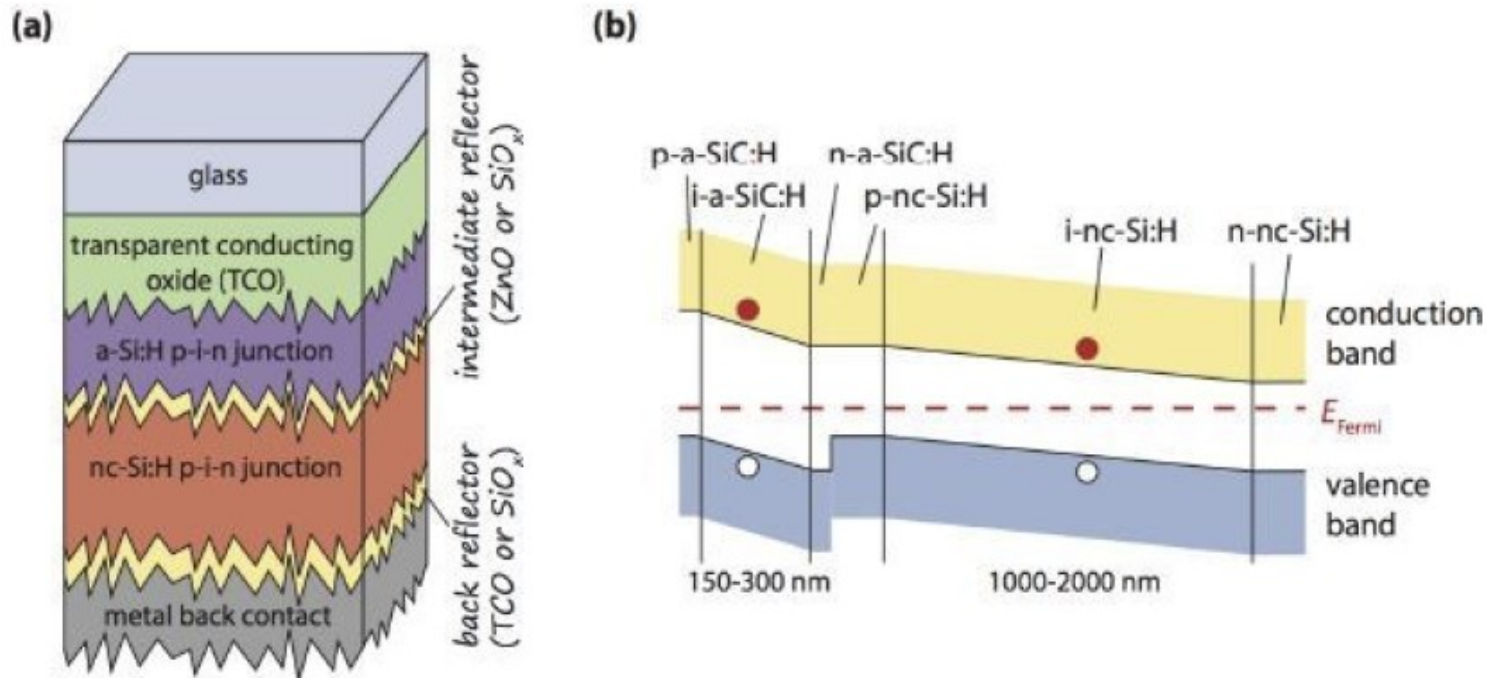 (a)
glass
transparent conducting
oxide (TCO)
a-Si:H p-i-n junction
nc-Si:H p-i-n junction
metal back contact
intermediate reflector
(ZnO or SiOₓ)
back reflector
(TCO or SiOₓ)
(b)
p-a-SiC:H
n-a-SiC:H
i-a-SiC:H
p-nc-Si:H
i-nc-Si:H
n-nc-Si:H
conduction
band
E_Fermi
valence
band
150-300 nm
1000-2000 nm